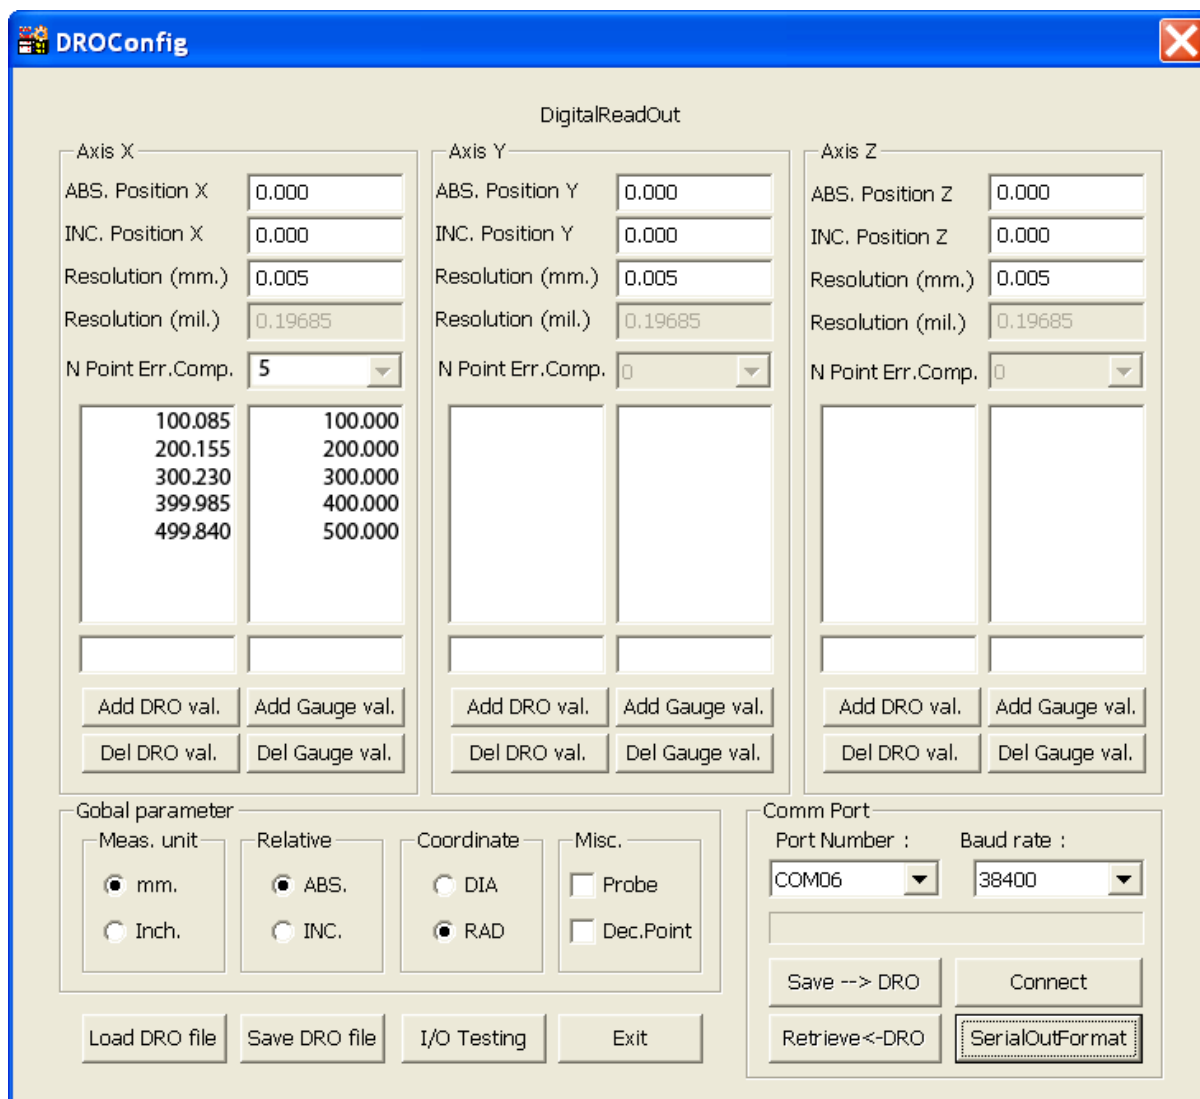 DROConfig
DigitalReadOut
Axis X
ABS. Position X 0.000
INC. Position X 0.000
Resolution (mm.) 0.005
Resolution (mil.) 0.19685
N Point Err.Comp. 5
100.085 100.000
200.155 200.000
300.230 300.000
399.985 400.000
499.840 500.000
Add DRO val. Add Gauge val.
Del DRO val. Del Gauge val.
Axis Y
ABS. Position Y 0.000
INC. Position Y 0.000
Resolution (mm.) 0.005
Resolution (mil.) 0.19685
N Point Err.Comp. 0
Add DRO val. Add Gauge val.
Del DRO val. Del Gauge val.
Axis Z
ABS. Position Z 0.000
INC. Position Z 0.000
Resolution (mm.) 0.005
Resolution (mil.) 0.19685
N Point Err.Comp. 0
Add DRO val. Add Gauge val.
Del DRO val. Del Gauge val.
Gobal parameter
Meas. unit
mm.
Inch.
Relative
ABS.
INC.
Coordinate
DIA
RAD
Misc.
Probe
Dec.Point
Comm Port
Port Number : Baud rate :
COM06 38400
Save --> DRO Connect
Retrieve<-DRO SerialOutFormat
Load DRO file Save DRO file I/O Testing Exit